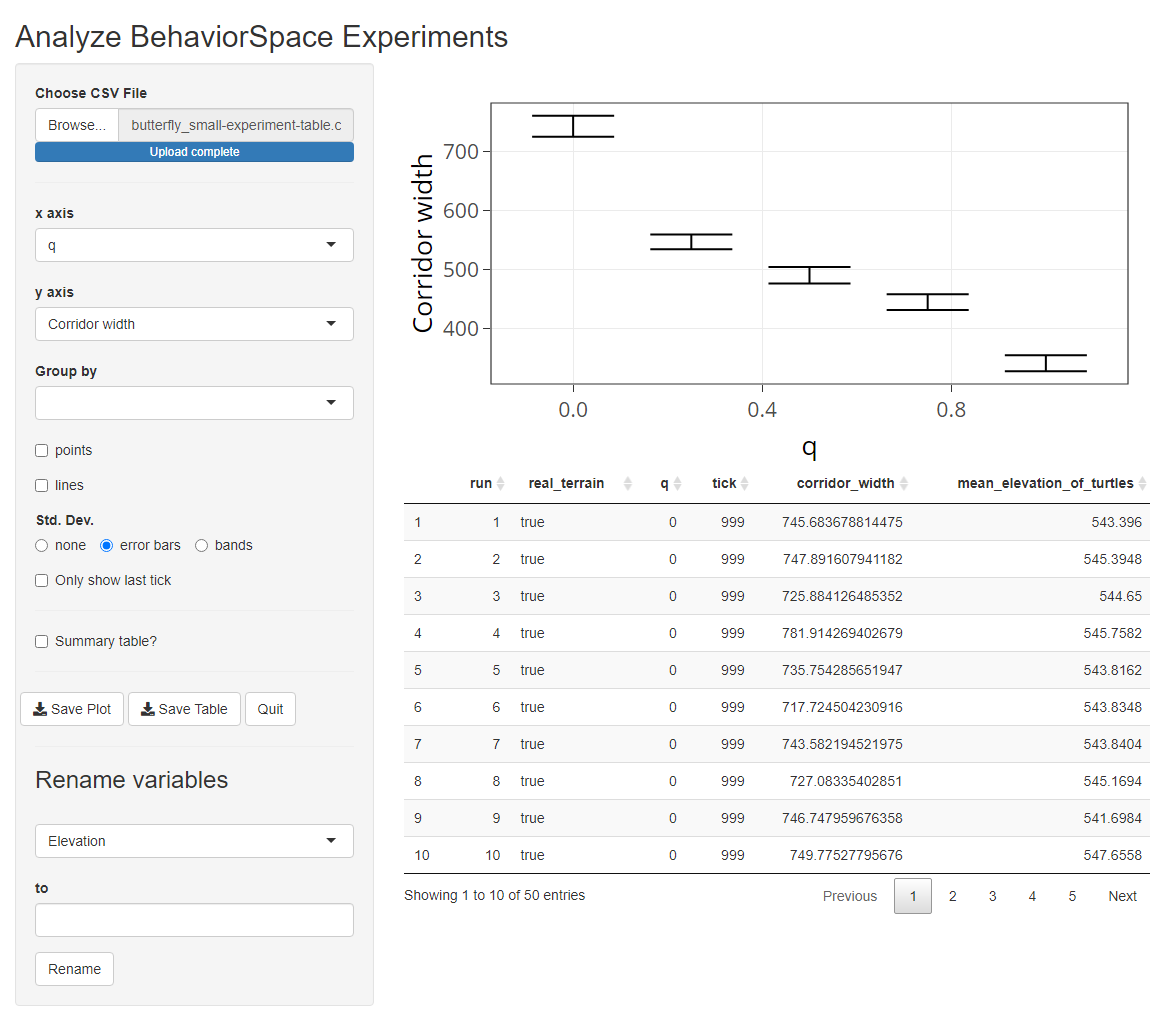 Analyze BehaviorSpace Experiments
Choose CSV File
Browse... butterfly_small-experiment-table.c
Upload complete
x axis
q
y axis
Corridor width
Group by
points
lines
Std. Dev.
none error bars bands
Only show last tick
Summary table?
Save Plot Save Table Quit
Rename variables
Elevation
to
Rename
Corridor width
700
600
500
400
0.0 0.4 0.8
q
run real_terrain q tick corridor_width mean_elevation_of_turtles
1 1 true 0 999 745.683678814475 543.396
2 2 true 0 999 747.891607941182 545.3948
3 3 true 0 999 725.884126485352 544.65
4 4 true 0 999 781.914269402679 545.7582
5 5 true 0 999 735.754285651947 543.8162
6 6 true 0 999 717.724504230916 543.8348
7 7 true 0 999 743.582194521975 543.8404
8 8 true 0 999 727.08335402851 545.1694
9 9 true 0 999 746.747959676358 541.6984
10 10 true 0 999 749.77527795676 547.6558
Showing 1 to 10 of 50 entries Previous 1 2 3 4 5 Next